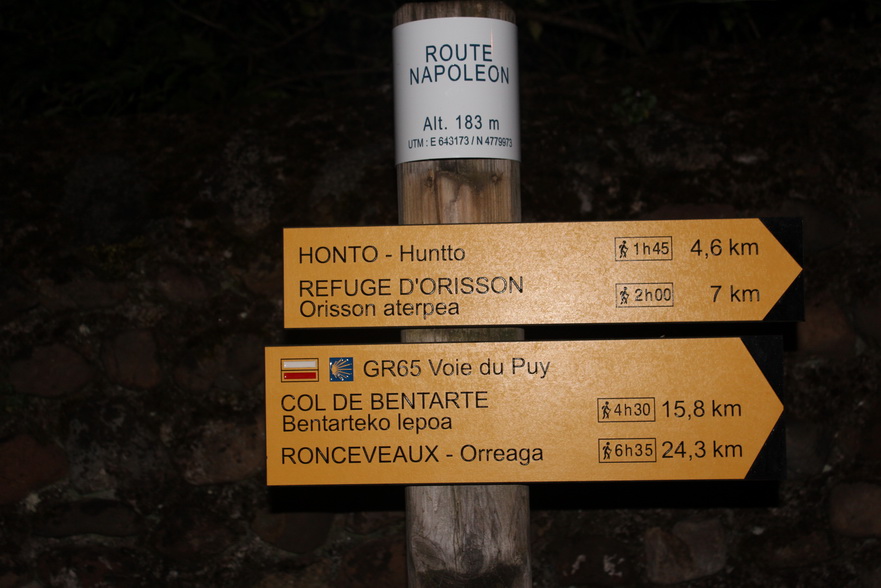 ROUTE
NAPOLEON
Alt. 183 m
UTM : E 643173 / N 4779973
HONTO - Huntto 1h45 4,6 km
REFUGE D'ORISSON
Orisson aterpea 2h00 7 km
GR65 Voie du Puy
COL DE BENTARTE
Bentarteko lepoa 4h30 15,8 km
RONCEVEAUX - Orreaga 6h35 24,3 km